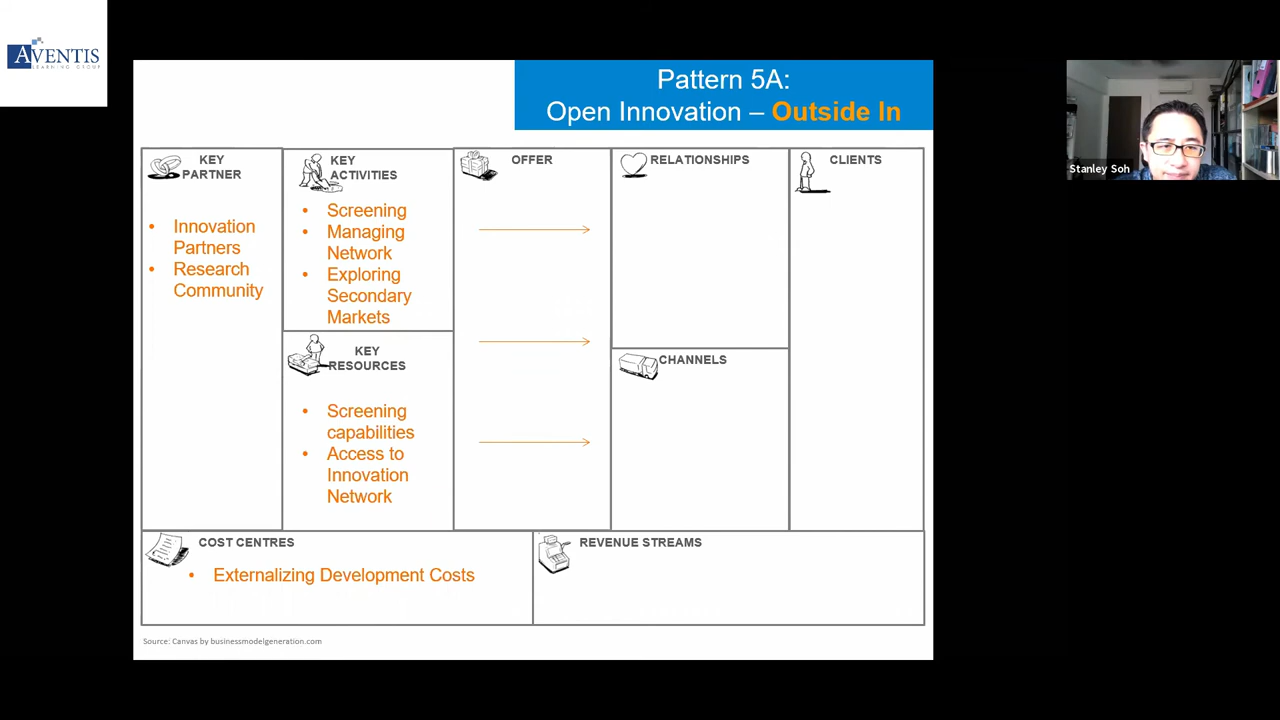 AVENTIS
LEARNING GROUP
Pattern 5A:
Open Innovation – Outside In
Stanley Soh
KEY
PARTNER
• Innovation
Partners
• Research
Community
KEY
ACTIVITIES
• Screening
• Managing
Network
• Exploring
Secondary
Markets
KEY
RESOURCES
• Screening
capabilities
• Access to
Innovation
Network
OFFER
RELATIONSHIPS
CHANNELS
CLIENTS
COST CENTRES
• Externalizing Development Costs
REVENUE STREAMS
Source: Canvas by businessmodelgeneration.com